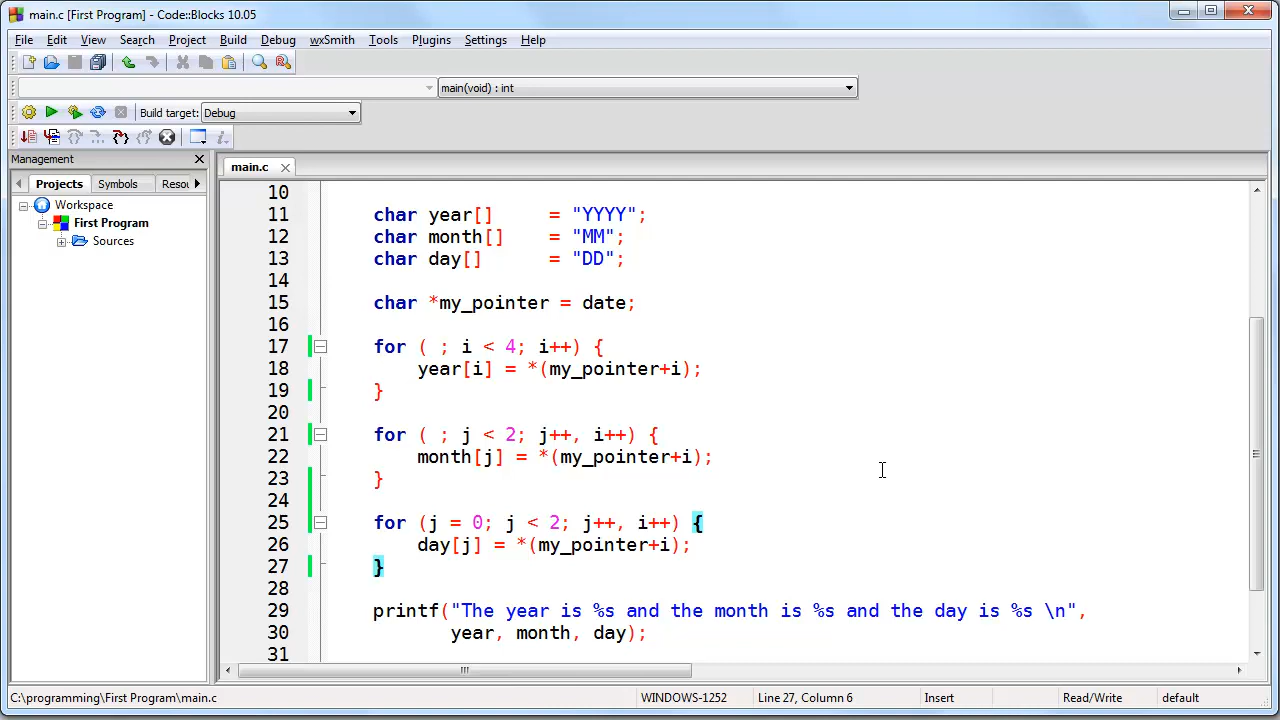 main.c [First Program] - Code::Blocks 10.05
File Edit View Search Project Build Debug wxSmith Tools Plugins Settings Help
main(void) : int
Build target: Debug
Management
main.c
Projects Symbols Resou
Workspace
First Program
Sources
10
11 char year[] = "YYYY";
12 char month[] = "MM";
13 char day[] = "DD";
14
15 char *my_pointer = date;
16
17 for ( ; i < 4; i++) {
18 year[i] = *(my_pointer+i);
19 }
20
21 for ( ; j < 2; j++, i++) {
22 month[j] = *(my_pointer+i);
23 }
24
25 for (j = 0; j < 2; j++, i++) {
26 day[j] = *(my_pointer+i);
27 }
28
29 printf("The year is %s and the month is %s and the day is %s \n",
30 year, month, day);
31
C:\programming\First Program\main.c WINDOWS-1252 Line 27, Column 6 Insert Read/Write default